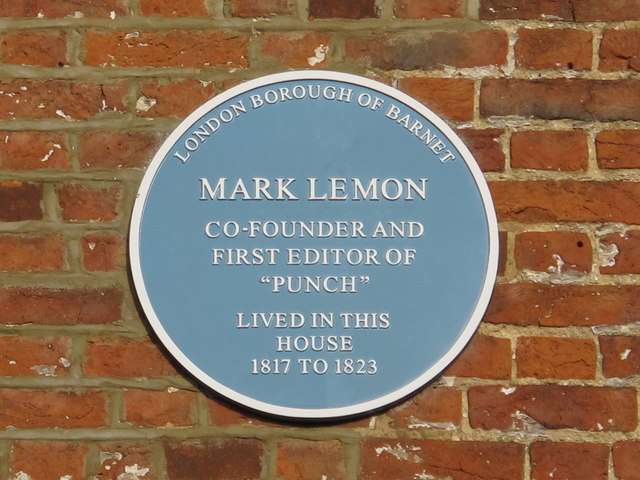 LONDON BOROUGH OF BARNET
MARK LEMON
CO-FOUNDER AND
FIRST EDITOR OF
“PUNCH”
LIVED IN THIS
HOUSE
1817 TO 1823